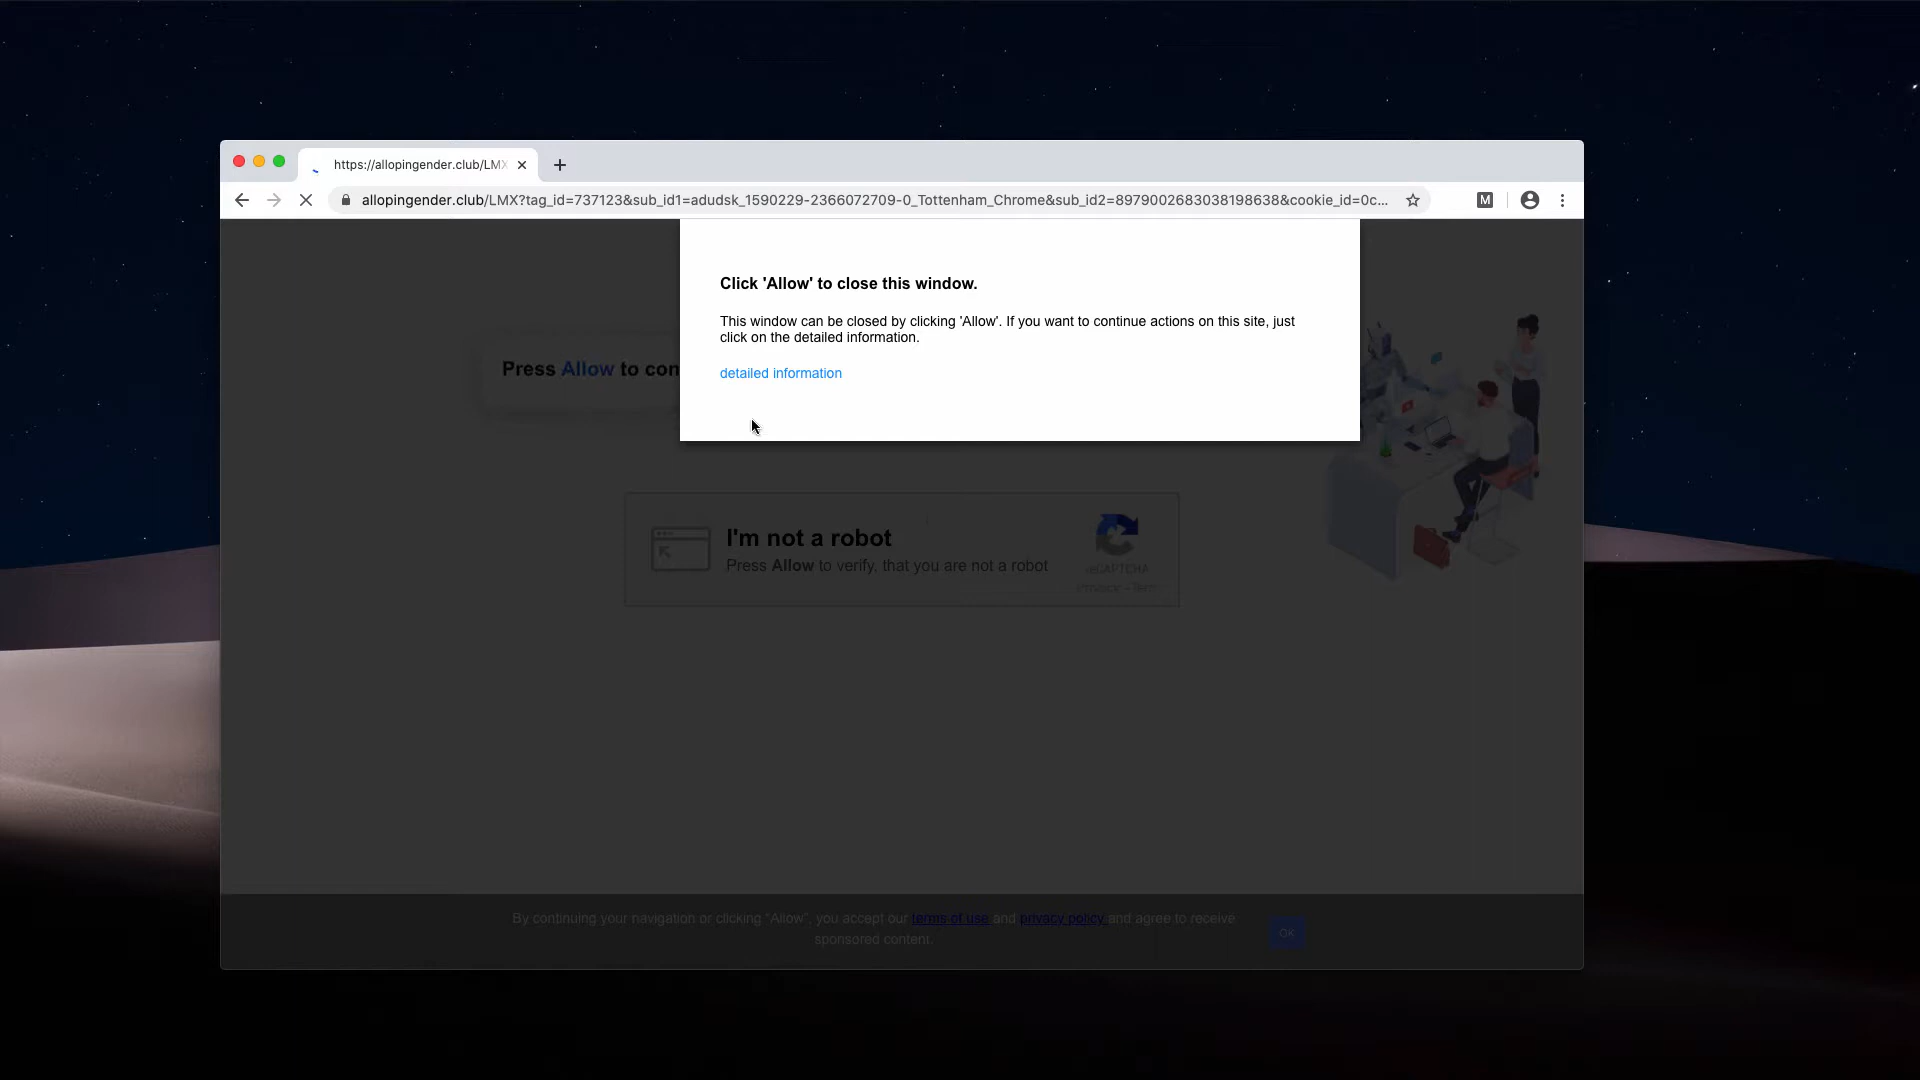 https://allopingender.club/LMX
allopingender.club/LMX?tag_id=737123&sub_id1=adudsk_1590229-2366072709-0_Tottenham_Chrome&sub_id2=8979002683038198638&cookie_id=0c...
M
Click 'Allow' to close this window.
This window can be closed by clicking 'Allow'. If you want to continue actions on this site, just
click on the detailed information.
detailed information
Press Allow to con
I'm not a robot
Press Allow to verify, that you are not a robot
reCAPTCHA
By continuing your navigation or clicking "Allow", you accept our terms of use and privacy policy and agree to receive
sponsored content.
OK